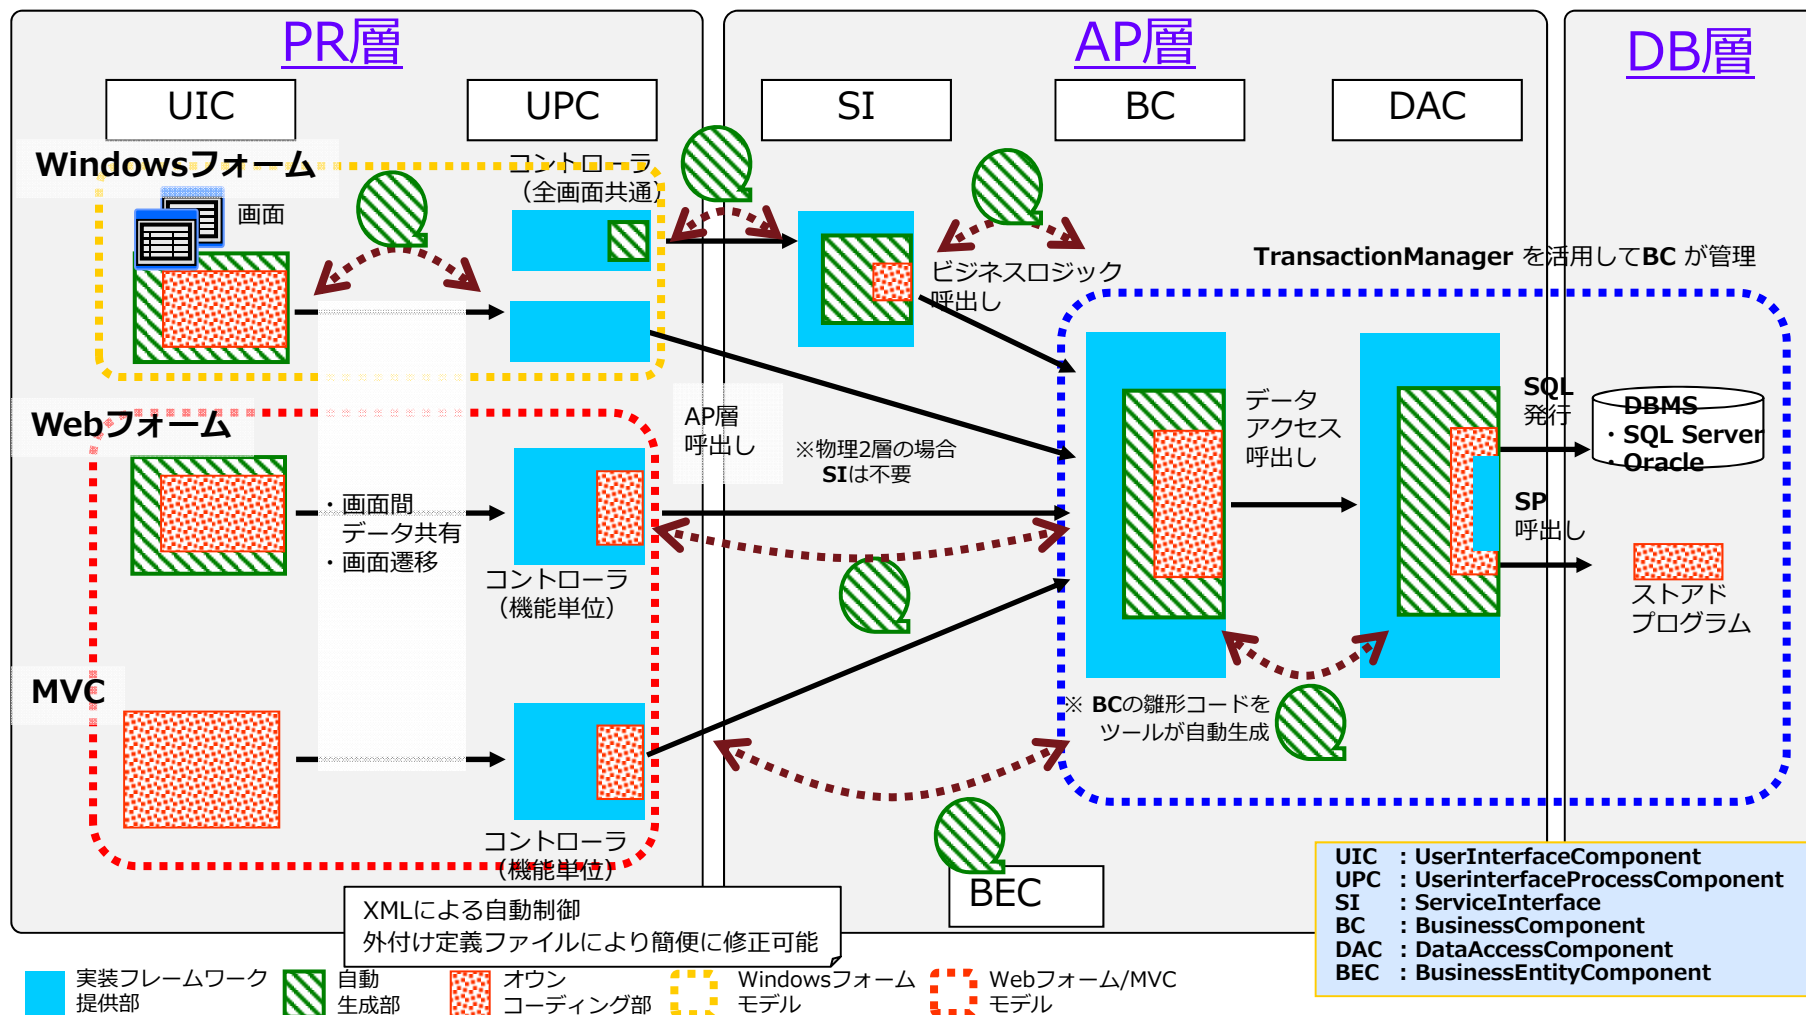 PR層
AP層
DB層
UIC
UPC
SI
BC
DAC
Windowsフォーム
コントローラ
（全画面共通）
画面
ビジネスロジック
呼出し
TransactionManager を活用してBC が管理
Webフォーム
AP層
呼出し
※物理2層の場合
SIは不要
データ
アクセス
呼出し
SQL
発行
DBMS
・SQL Server
・Oracle
SP
呼出し
ストアド
プログラム
・画面間
データ共有
・画面遷移
コントローラ
（機能単位）
MVC
※ BCの雛形コードを
ツールが自動生成
コントローラ
（機能単位）
BEC
XMLによる自動制御
外付け定義ファイルにより簡便に修正可能
UIC : UserInterfaceComponent
UPC : UserinterfaceProcessComponent
SI : ServiceInterface
BC : BusinessComponent
DAC : DataAccessComponent
BEC : BusinessEntityComponent
実装フレームワーク
提供部
自動
生成部
オウン
コーディング部
Windowsフォーム
モデル
Webフォーム/MVC
モデル